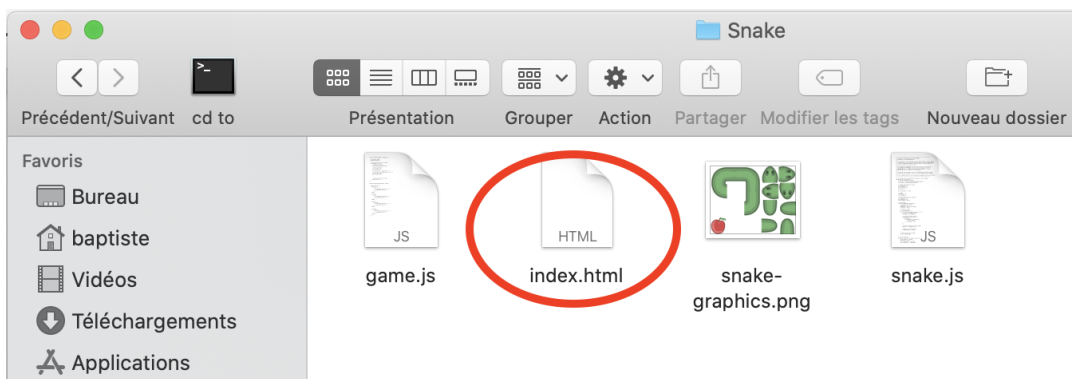 Snake
Précédent/Suivant cd to Présentation Grouper Action Partager Modifier les tags Nouveau dossier
Favoris
Bureau
baptiste
Vidéos
Téléchargements
Applications
JS HTML JS
game.js index.html snake-graphics.png snake.js